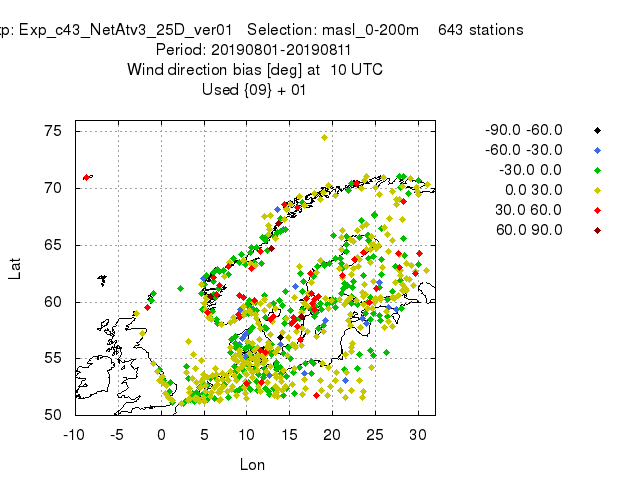 xp: Exp_c43_NetAtv3_25D_ver01 Selection: masl_0-200m 643 stations
Period: 20190801-20190811
Wind direction bias [deg] at 10 UTC
Used {09} + 01
-90.0 -60.0
-60.0 -30.0
-30.0 0.0
0.0 30.0
30.0 60.0
60.0 90.0
Lat
75
70
65
60
55
50
-10 -5 0 5 10 15 20 25 30
Lon